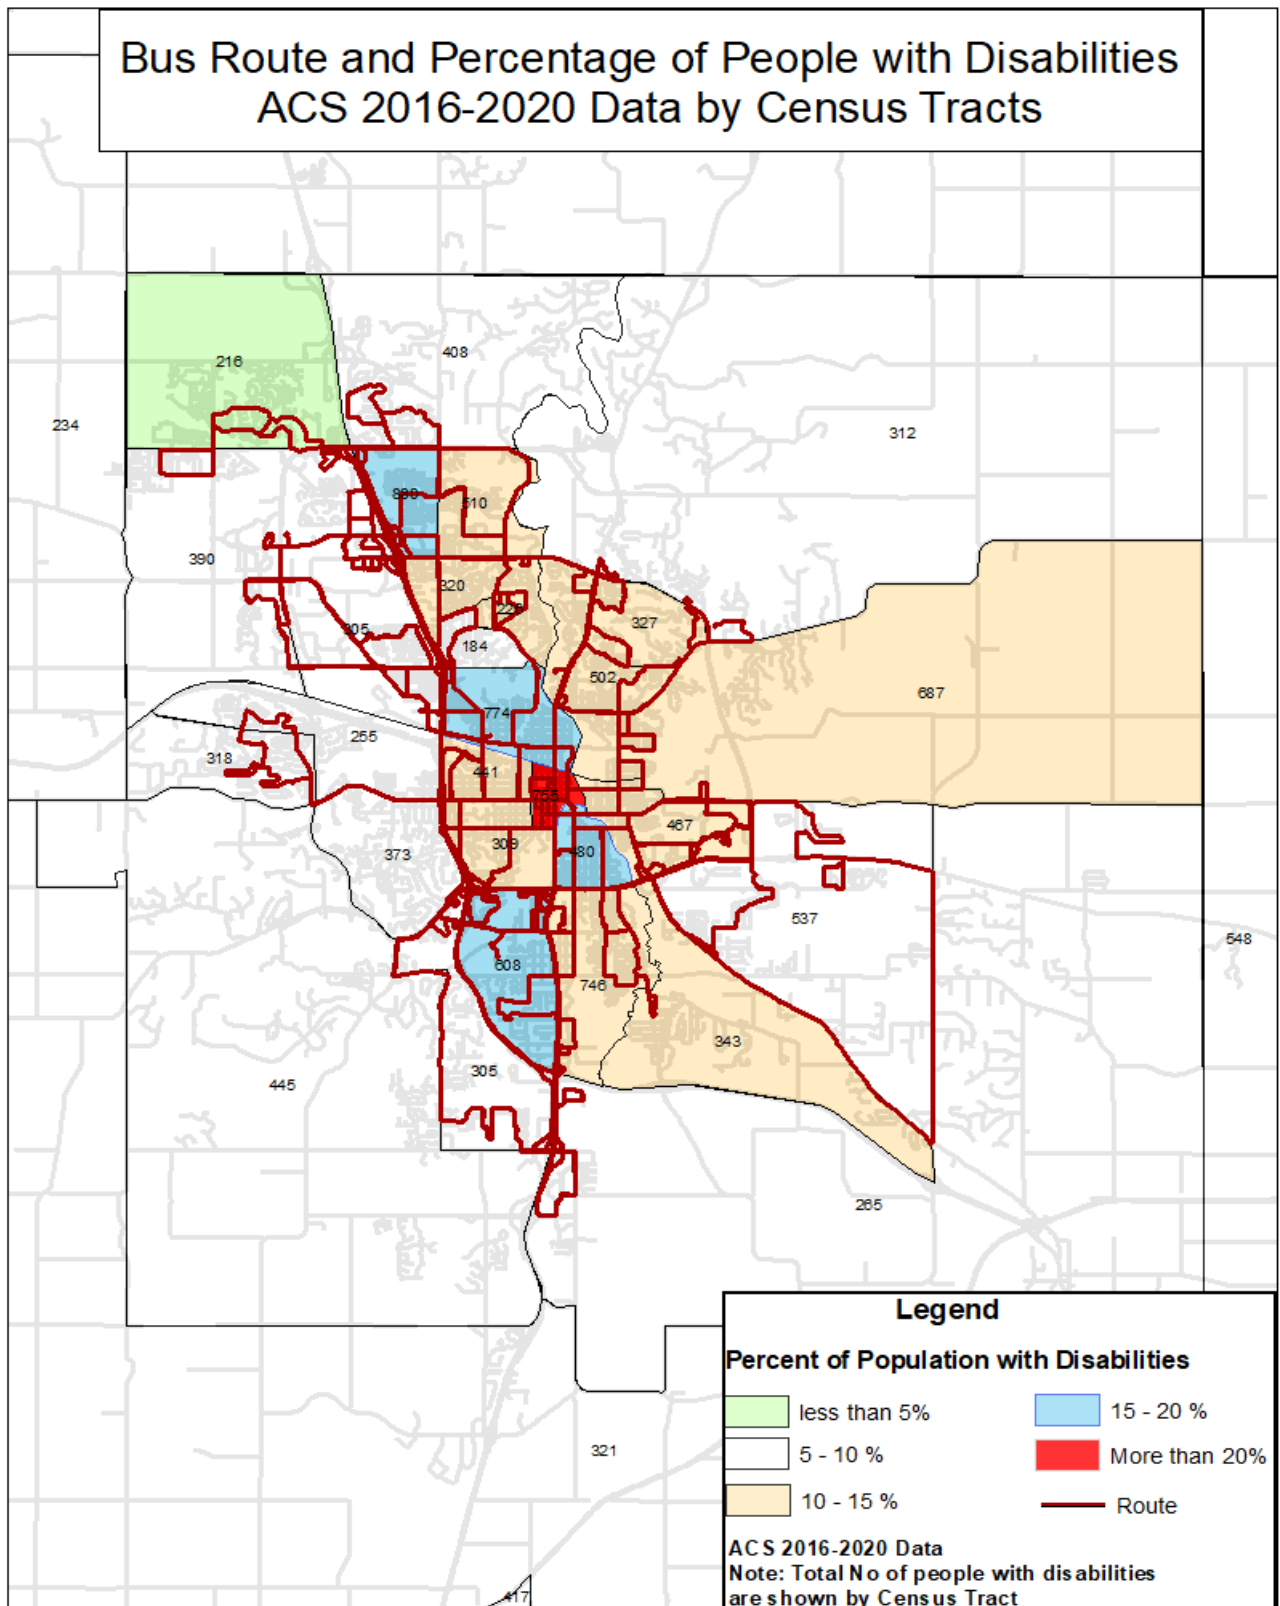 Bus Route and Percentage of People with Disabilities
ACS 2016-2020 Data by Census Tracts
216
408
234
312
510
390
320
327
184
502
687
774
255
318
441
755
467
309
373
480
537
548
608
746
343
305
445
265
321
417
Legend
Percent of Population with Disabilities
less than 5%
15 - 20 %
5 - 10 %
More than 20%
10 - 15 %
Route
ACS 2016-2020 Data
Note: Total No of people with disabilities
are shown by Census Tract